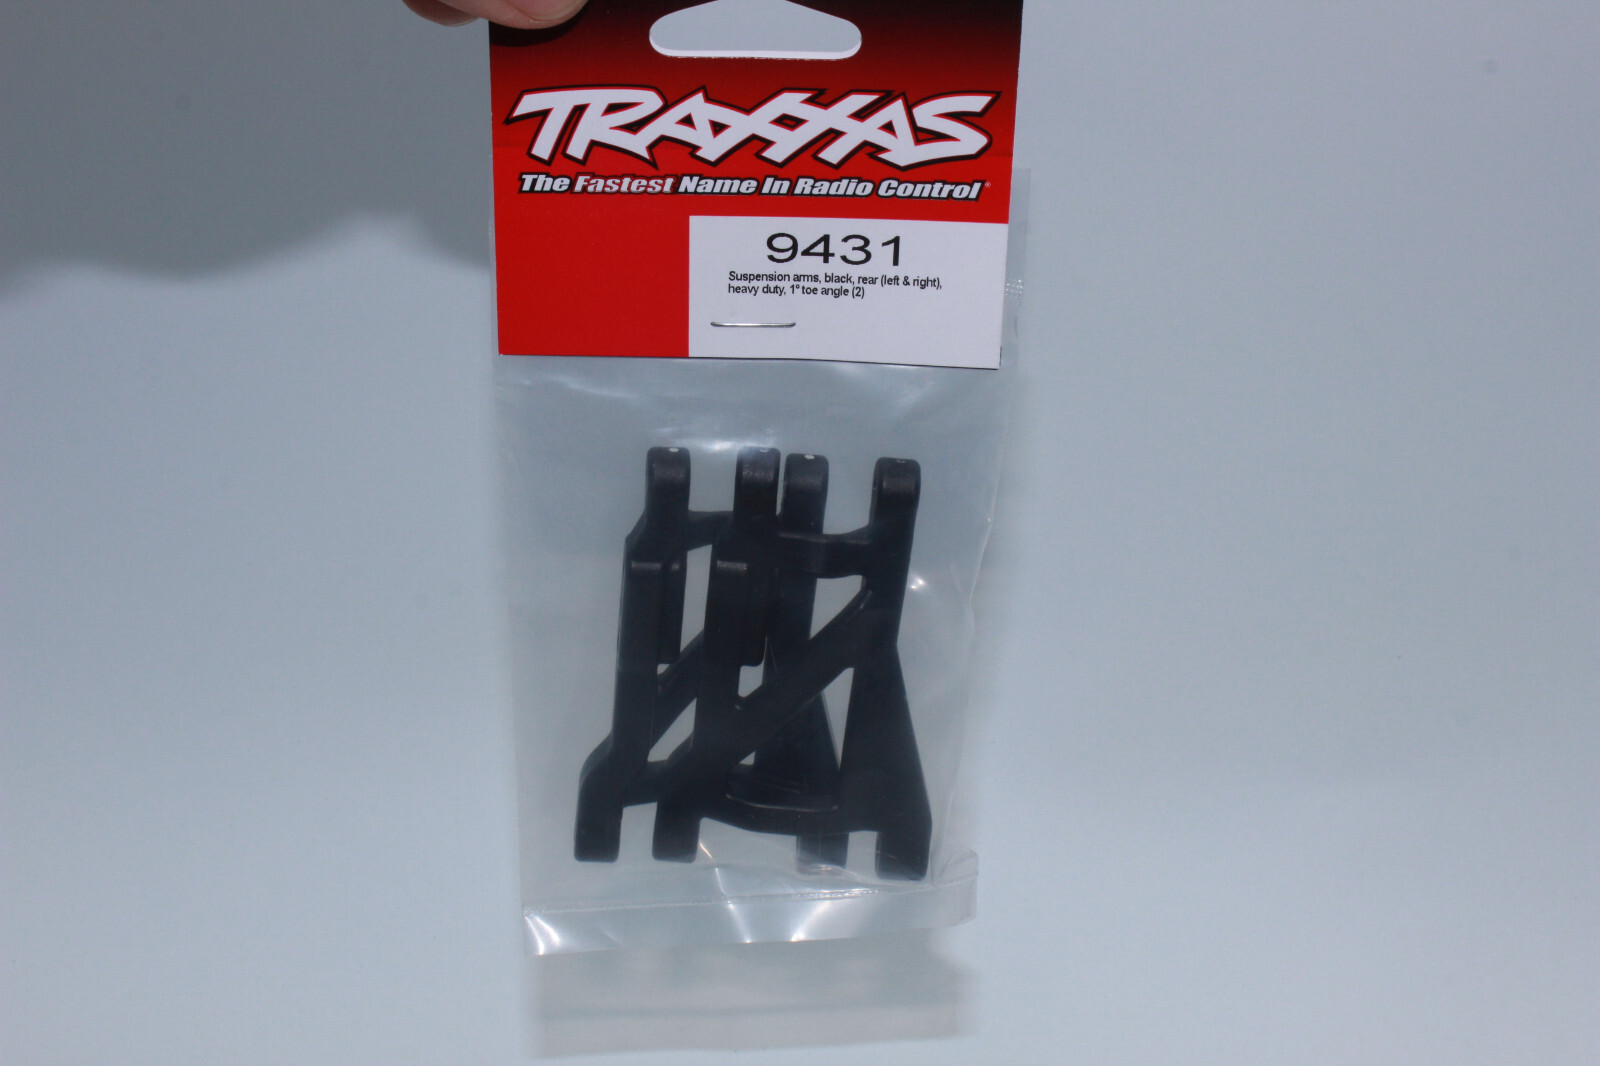 TRAXXAS
The Fastest Name In Radio Control®
9431
Suspension arms, black, rear (left & right),
heavy duty, 1° toe angle (2)